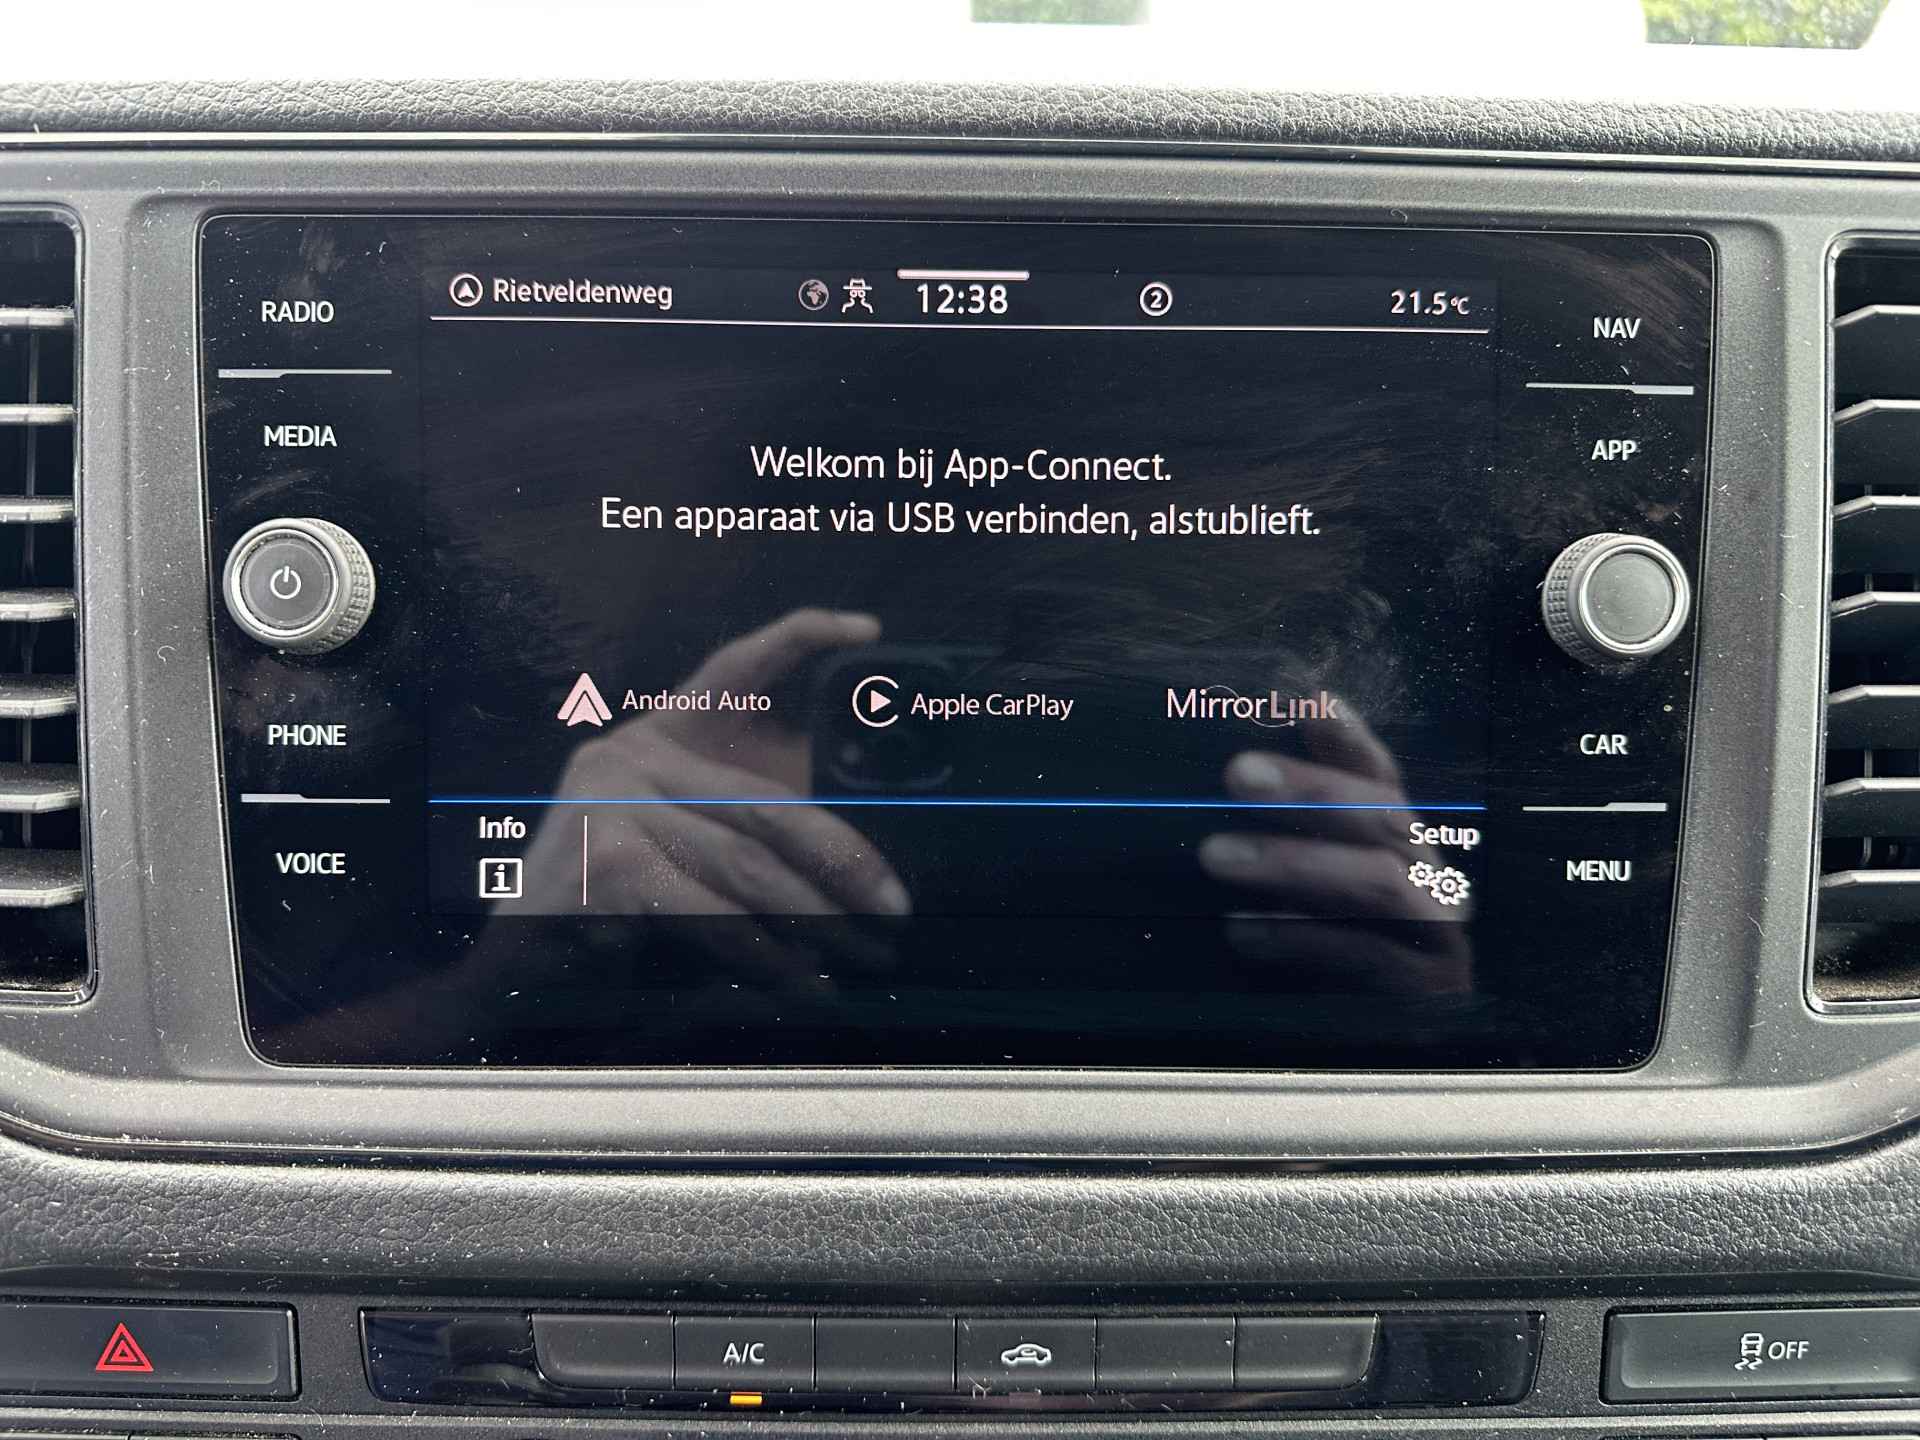 Rietveldenweg 12:38 2 21.5°C
RADIO
NAV
MEDIA
APP
Welkom bij App-Connect.
Een apparaat via USB verbinden, alstublieft.
Android Auto Apple CarPlay MirrorLink
PHONE
CAR
Info
Setup
VOICE
MENU
A/C
OFF